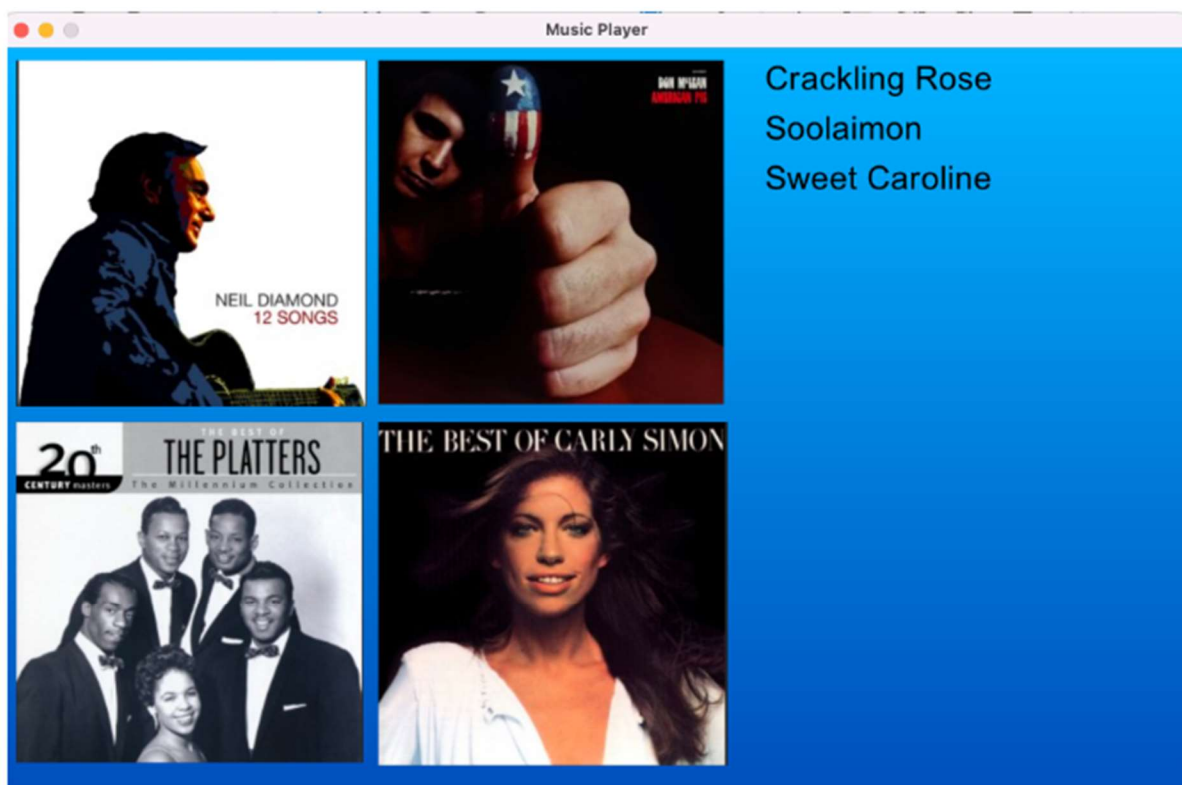 Music Player
NEIL DIAMOND
12 SONGS
DON McLEAN
AMERICAN PIE
Crackling Rose
Soolaimon
Sweet Caroline
20th
CENTURY masters
THE BEST OF
THE PLATTERS
The Millennium Collection
THE BEST OF CARLY SIMON